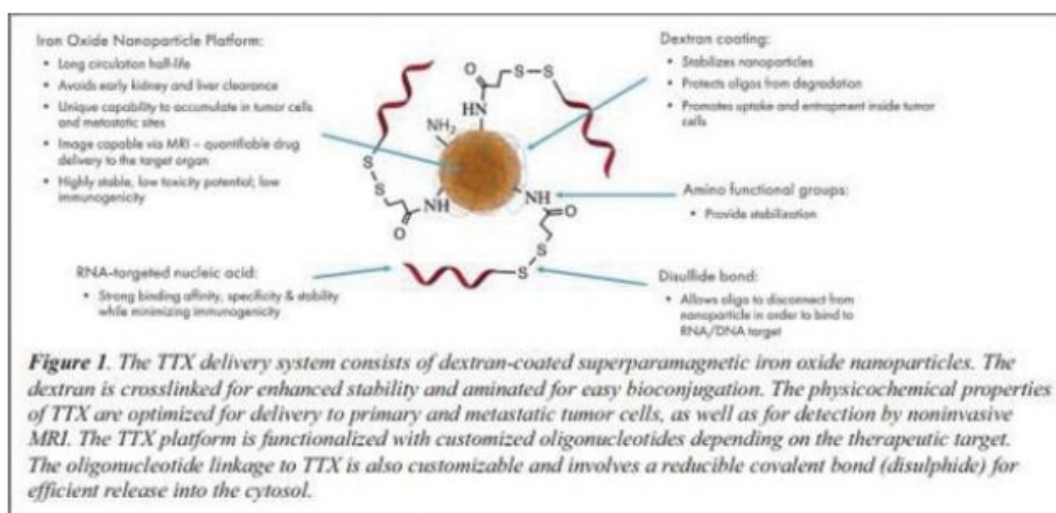 Iron Oxide Nanoparticle Platform:
• Long circulation half-life
• Avoids early kidney and liver clearance
• Unique capability to accumulate in tumor cells
and metastatic sites
• Image capable via MRI – quantifiable drug
delivery to the target organ
• Highly stable, low toxicity potential; low
immunogenicity
Dextran coating:
• Stabilizes nanoparticles
• Protects oligos from degradation
• Promotes uptake and entrapment inside tumor
cells
O
S S
HN
NH₂
S
S
NH
O
NH
O
S
S
Amino functional groups:
• Provide stabilization
RNA-targeted nucleic acid:
• Strong binding affinity, specificity & stability
while minimizing immunogenicity
Disulfide bond:
• Allows oligo to disconnect from
nanoparticle in order to bind to
RNA/DNA target
Figure 1. The TTX delivery system consists of dextran-coated superparamagnetic iron oxide nanoparticles. The
dextran is crosslinked for enhanced stability and aminated for easy bioconjugation. The physicochemical properties
of TTX are optimized for delivery to primary and metastatic tumor cells, as well as for detection by noninvasive
MRI. The TTX platform is functionalized with customized oligonucleotides depending on the therapeutic target.
The oligonucleotide linkage to TTX is also customizable and involves a reducible covalent bond (disulphide) for
efficient release into the cytosol.